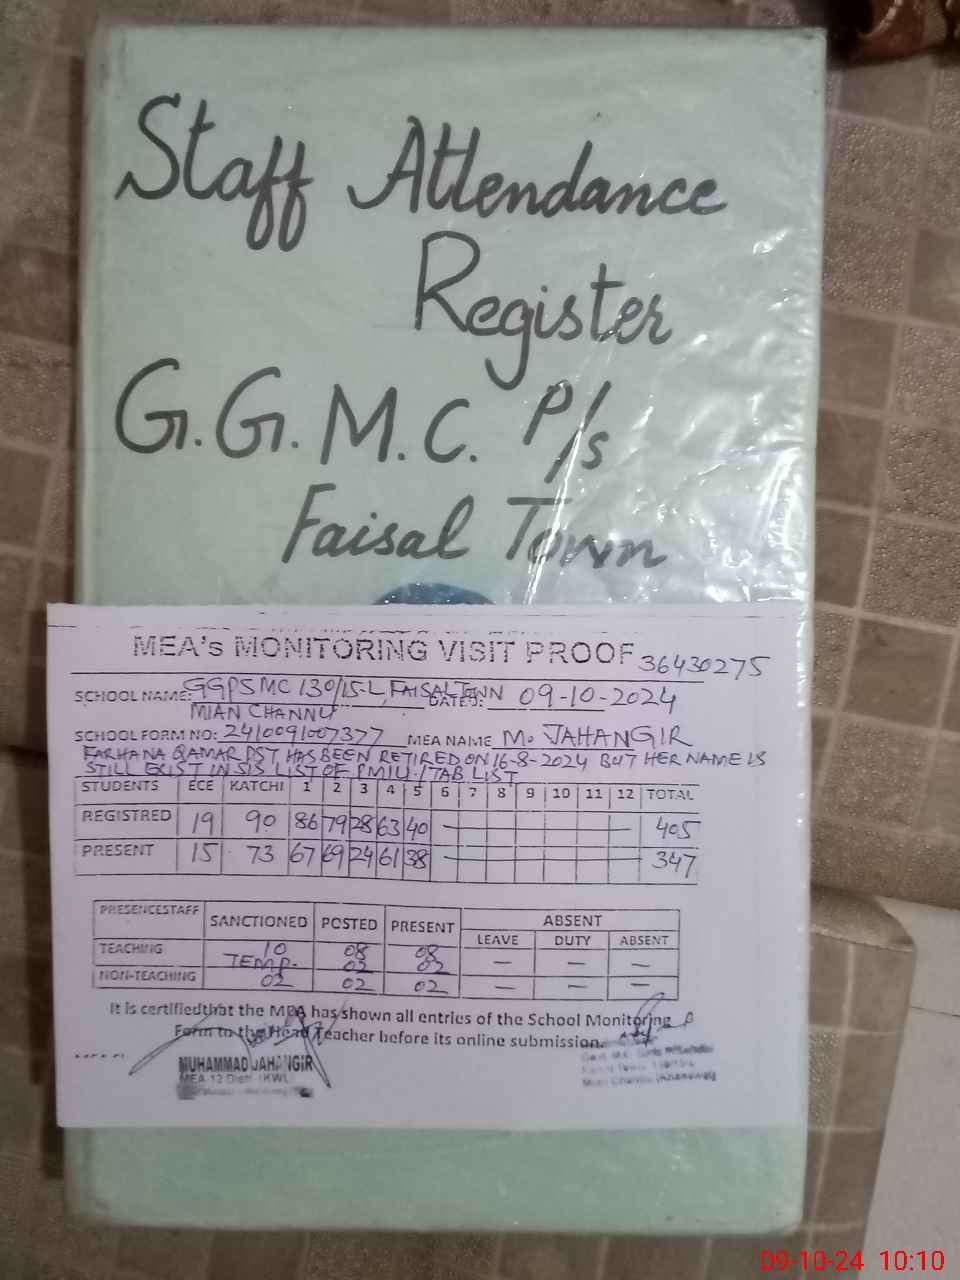 Staff Attendance
Register
G.G.M.C. P/s
Faisal Town
MEA's MONITORING VISIT PROOF 36430275
SCHOOL NAME: GGPS MC 130/15-L, FAISAL TOWN DATED: 09-10-2024
MIAN CHANNU
SCHOOL FORM NO: 2410091007377 MEA NAME M. JAHANGIR
FARHANA QAMAR PST HAS BEEN RETIRED ON 16-8-2024 BUT HER NAME IS
STILL EXIST IN SIS LIST OF PMIU / TAB LIST
STUDENTS ECE KATCHI 1 2 3 4 5 6 7 8 9 10 11 12 TOTAL
REGISTRED 19 90 86 79 28 63 40 405
PRESENT 15 73 67 69 24 61 38 347
PRESENCESTAFF SANCTIONED POSTED PRESENT ABSENT
LEAVE DUTY ABSENT
TEACHING 10 08 08 — — —
TEMP. 02 02
NON-TEACHING 02 02 02 — — —
It is certifiedthat the MEA has shown all entries of the School Monitoring
Form to the Head Teacher before its online submission.
MUHAMMAD JAHANGIR
MEA-12 Distt. (KWL)
09-10-24 10:10